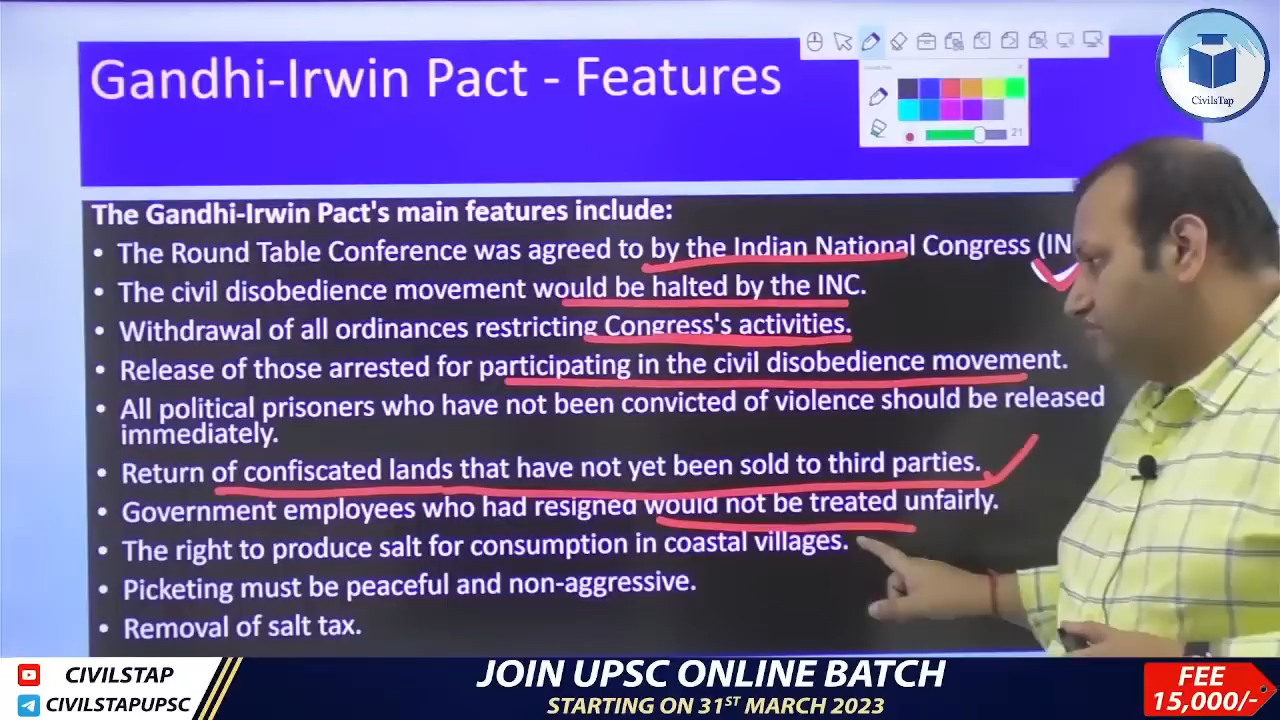 Gandhi-Irwin Pact - Features
21
CivilsTap
The Gandhi-Irwin Pact's main features include:
• The Round Table Conference was agreed to by the Indian National Congress (IN
• The civil disobedience movement would be halted by the INC.
• Withdrawal of all ordinances restricting Congress's activities.
• Release of those arrested for participating in the civil disobedience movement.
• All political prisoners who have not been convicted of violence should be released
immediately.
• Return of confiscated lands that have not yet been sold to third parties.
• Government employees who had resigned would not be treated unfairly.
• The right to produce salt for consumption in coastal villages.
• Picketing must be peaceful and non-aggressive.
• Removal of salt tax.
CIVILSTAP
CIVILSTAPUPSC
JOIN UPSC ONLINE BATCH
STARTING ON 31ST MARCH 2023
FEE
15,000/-